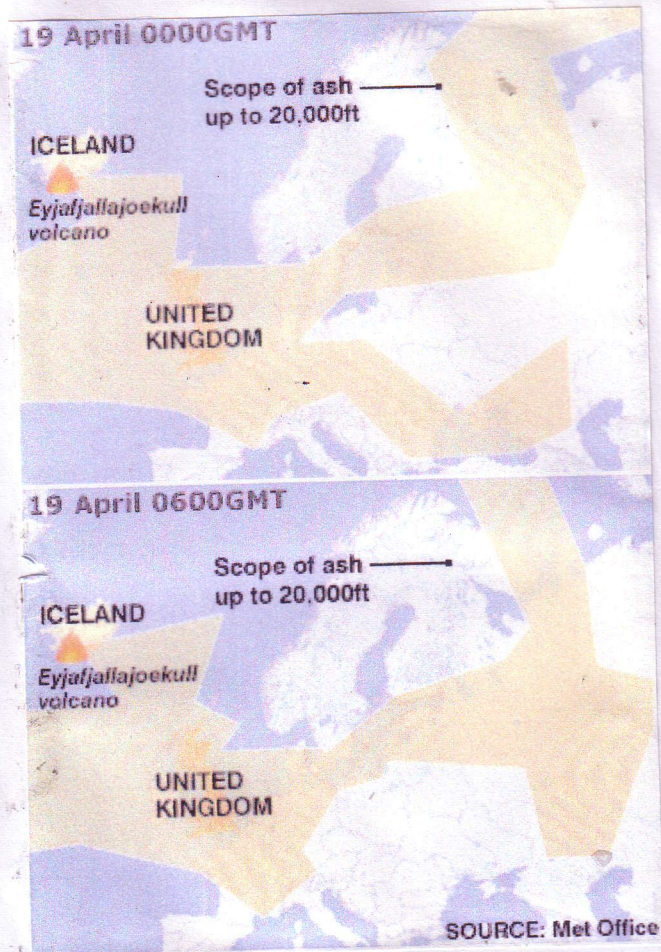 19 April 0000GMT
Scope of ash
up to 20,000ft
ICELAND
Eyjafjallajoekull
volcano
UNITED
KINGDOM
19 April 0600GMT
Scope of ash
up to 20,000ft
ICELAND
Eyjafjallajoekull
volcano
UNITED
KINGDOM
SOURCE: Met Office